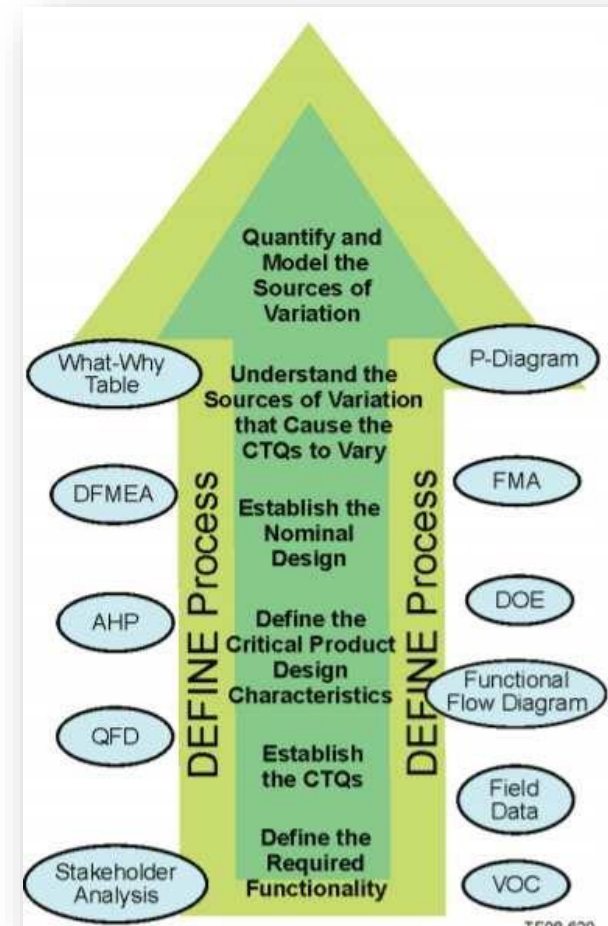 Quantify and
Model the
Sources of
Variation
What-Why
Table
P-Diagram
Understand the
Sources of Variation
that Cause the
CTQs to Vary
DFMEA
FMA
Establish the
Nominal
Design
AHP
DOE
Define the
Critical Product
Design
Characteristics
Functional
Flow Diagram
QFD
Establish
the CTQs
Field
Data
Stakeholder
Analysis
Define the
Required
Functionality
VOC
DEFINE Process
DEFINE Process